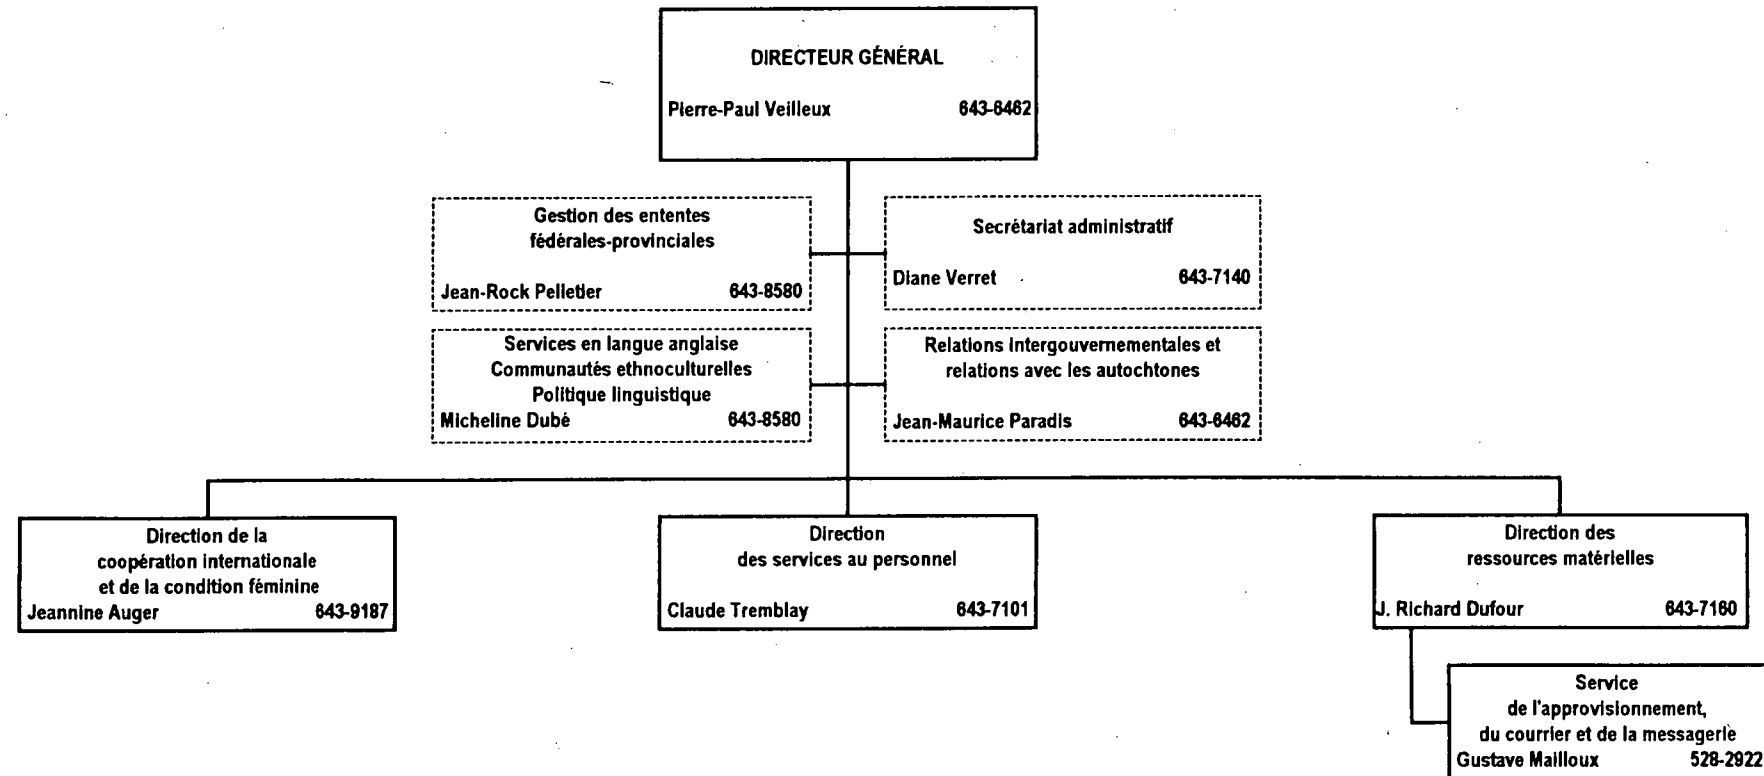 DIRECTEUR GÉNÉRAL
Pierre-Paul Veilleux 643-6462
Gestion des ententes
fédérales-provinciales
Jean-Rock Pelletier 643-8580
Secrétariat administratif
Diane Verret 643-7140
Services en langue anglaise
Communautés ethnoculturelles
Politique linguistique
Micheline Dubé 643-8580
Relations intergouvernementales et
relations avec les autochtones
Jean-Maurice Paradis 643-6462
Direction de la
coopération internationale
et de la condition féminine
Jeannine Auger 643-9187
Direction
des services au personnel
Claude Tremblay 643-7101
Direction des
ressources matérielles
J. Richard Dufour 643-7160
Service
de l'approvisionnement,
du courrier et de la messagerie
Gustave Mailloux 528-2922